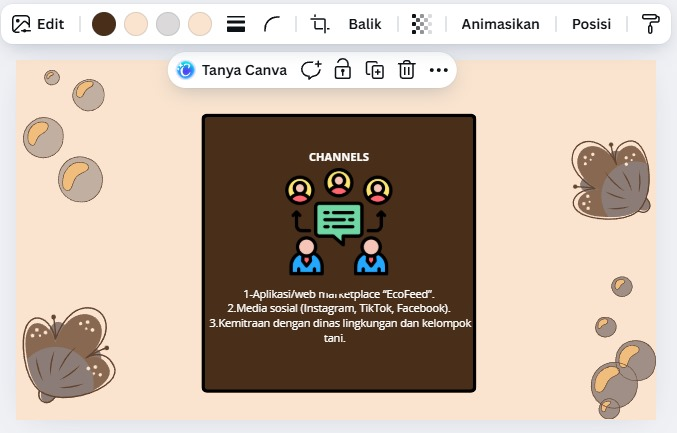 Edit
Balik
Animasikan
Posisi
Tanya Canva
CHANNELS
1-Aplikasi/web marketplace “EcoFeed”.
2.Media sosial (Instagram, TikTok, Facebook).
3.Kemitraan dengan dinas lingkungan dan kelompok
tani.